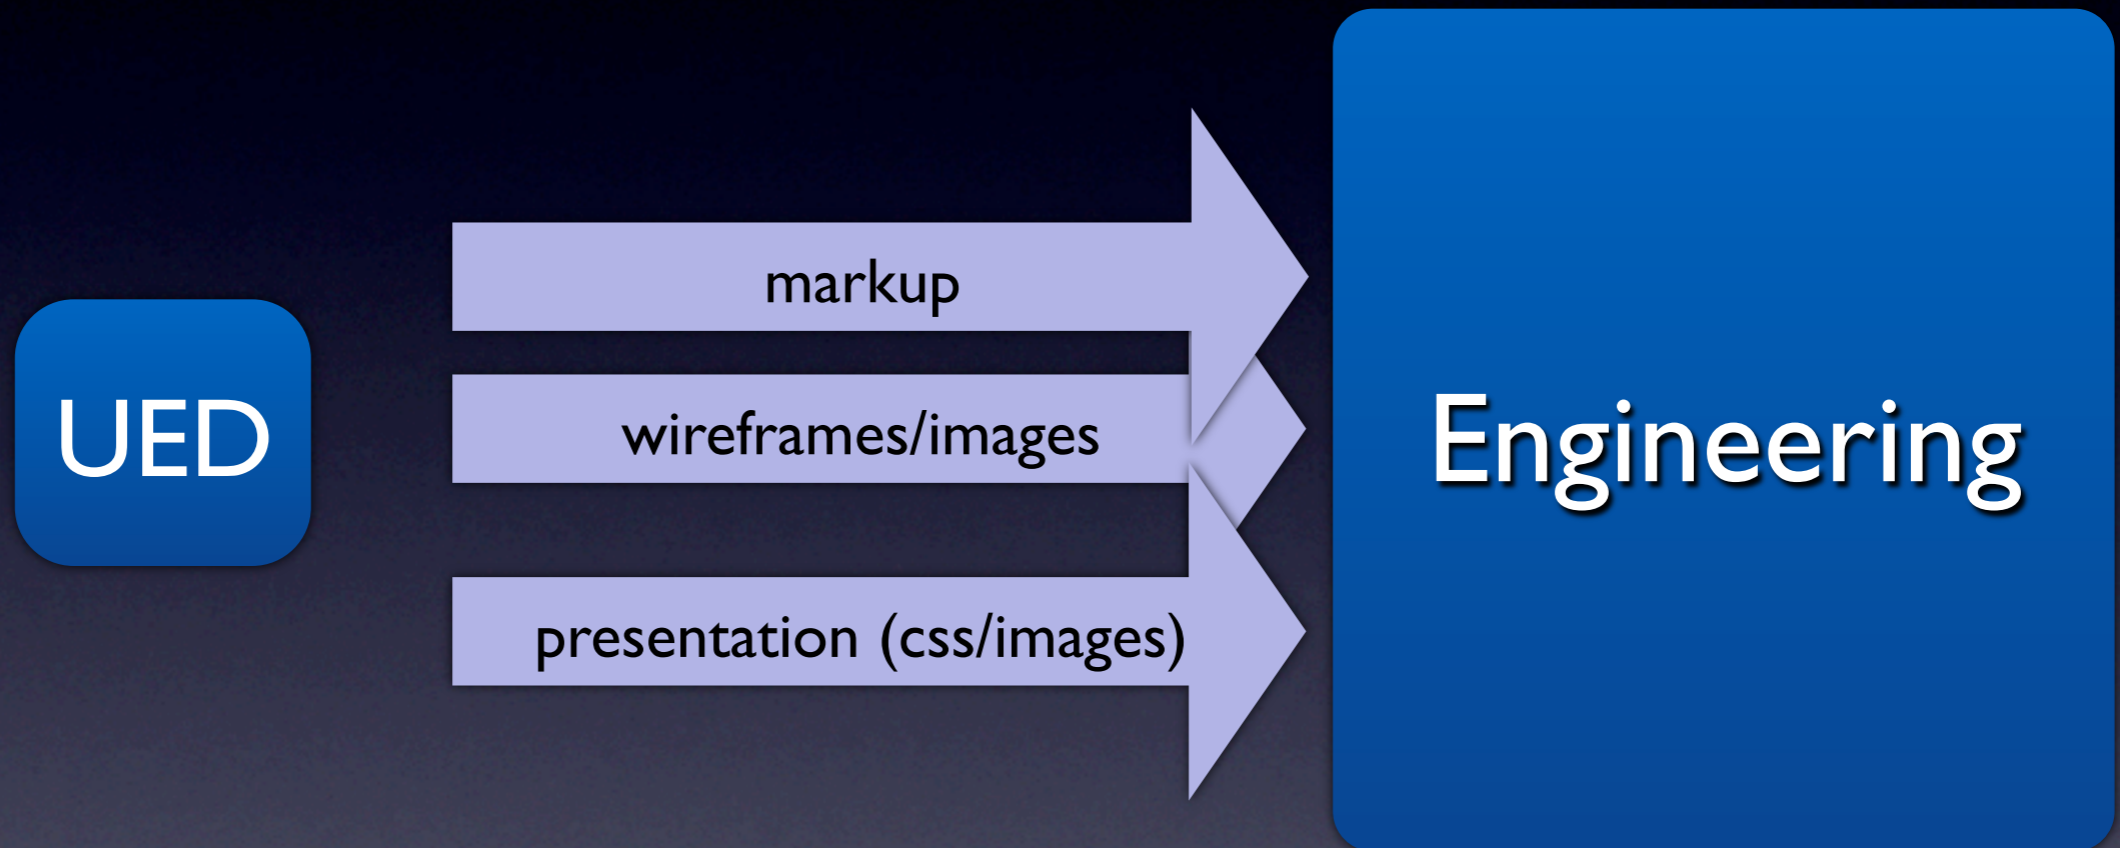 UED
markup
wireframes/images
presentation (css/images)
Engineering